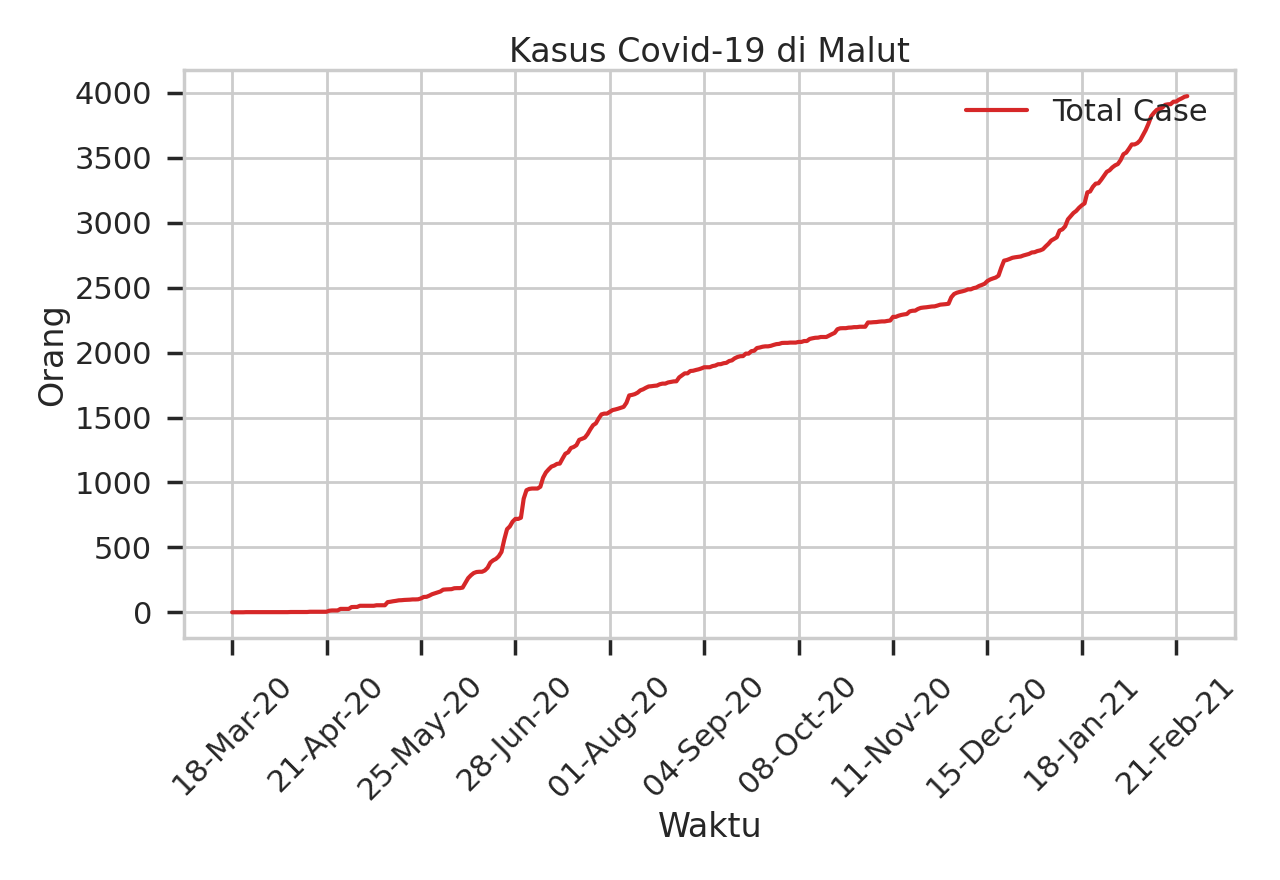 Kasus Covid-19 di Malut
Total Case
Orang
4000
3500
3000
2500
2000
1500
1000
500
0
18-Mar-20
21-Apr-20
25-May-20
28-Jun-20
01-Aug-20
04-Sep-20
08-Oct-20
11-Nov-20
15-Dec-20
18-Jan-21
21-Feb-21
Waktu